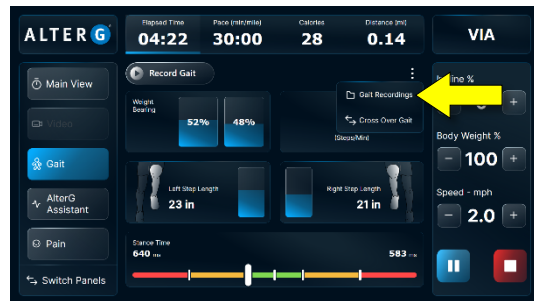 ALTERG
Elapsed Time
04:22
Pace (min/mile)
30:00
Calories
28
Distance (mi)
0.14
VIA
Main View
Video
Gait
AlterG
Assistant
Pain
Switch Panels
Record Gait
Weight
Bearing
52%
48%
Gait Recordings
Cross Over Gait
(Steps/Min)
Left Step Length
23 in
Right Step Length
21 in
Stance Time
640 ms
583 ms
%
-
+
Body Weight %
- 100 +
Speed - mph
- 2.0 +